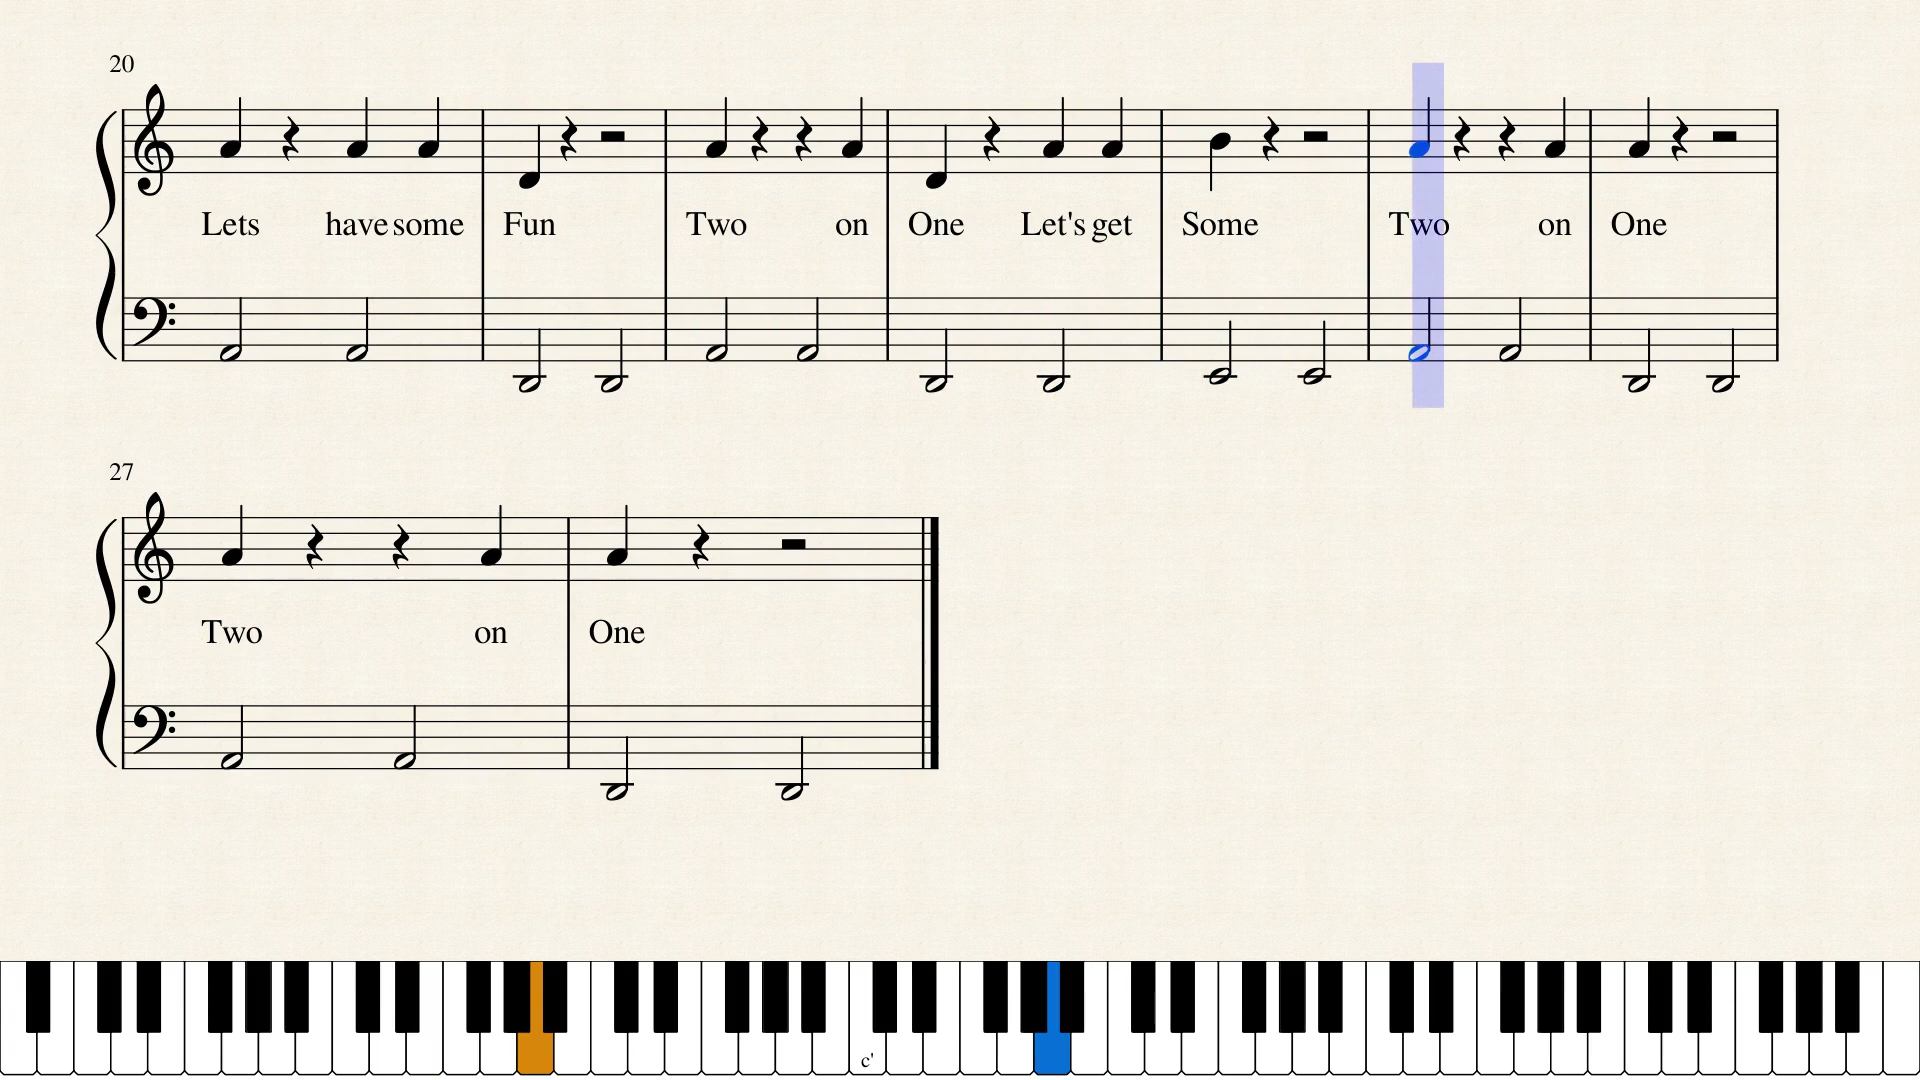 20
Lets have some Fun Two on One Let's get Some Two on One
27
Two on One
c'